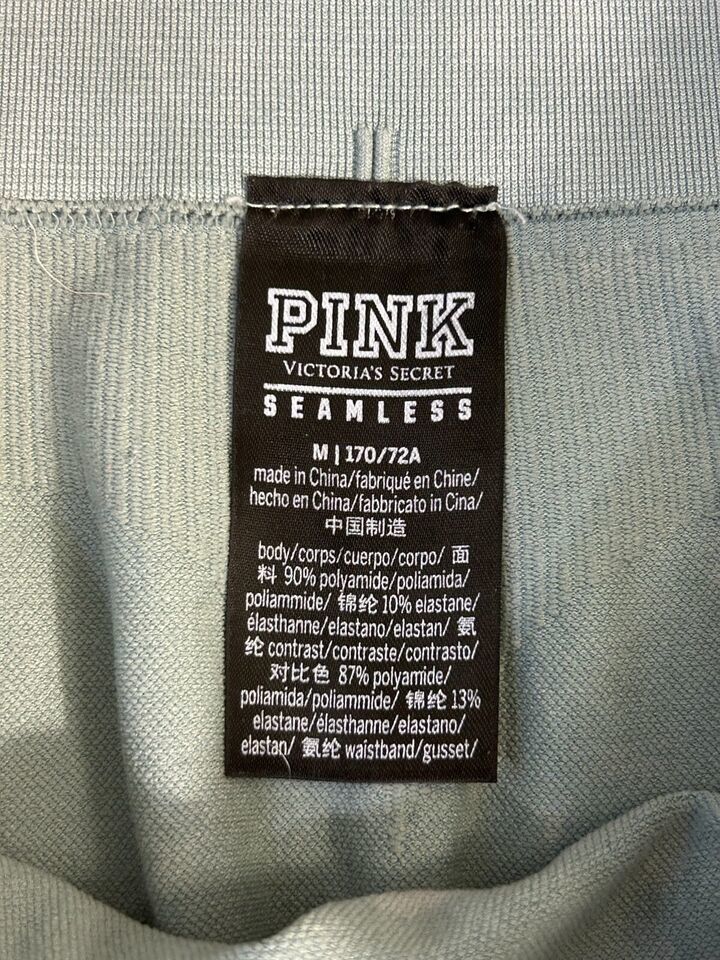 PINK
VICTORIA'S SECRET
SEAMLESS
M | 170/72A
made in China/fabriqué en Chine/
hecho en China/fabbricato in Cina/
中国制造
body/corps/cuerpo/corpo/ 面
料 90% polyamide/poliamida/
poliammide/ 锦纶 10% elastane/
élasthanne/elastano/elastan/ 氨
纶 contrast/contraste/contrasto/
对比色 87% polyamide/
poliamida/poliammide/ 锦纶 13%
elastane/élasthanne/elastano/
elastan/ 氨纶 waistband/gusset/